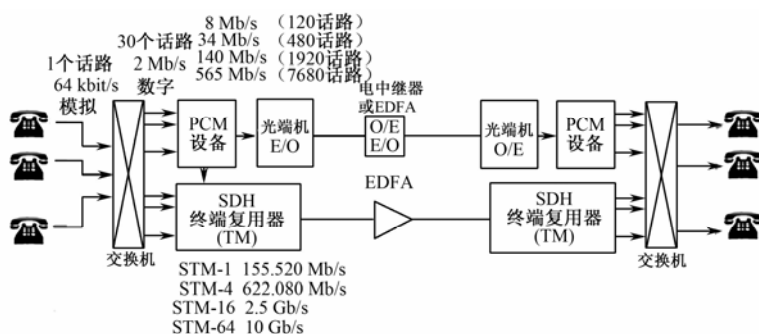 8 Mb/s （120话路）
34 Mb/s （480话路）
140 Mb/s （1920话路）
565 Mb/s （7680话路）
30个话路
2 Mb/s
数字
1个话路
64 kbit/s
模拟
PCM
设备
光端机
E/O
电中继器
或EDFA
O/E
E/O
光端机
O/E
PCM
设备
SDH
终端复用器
(TM)
EDFA
SDH
终端复用器
(TM)
交换机
交换机
STM-1 155.520 Mb/s
STM-4 622.080 Mb/s
STM-16 2.5 Gb/s
STM-64 10 Gb/s